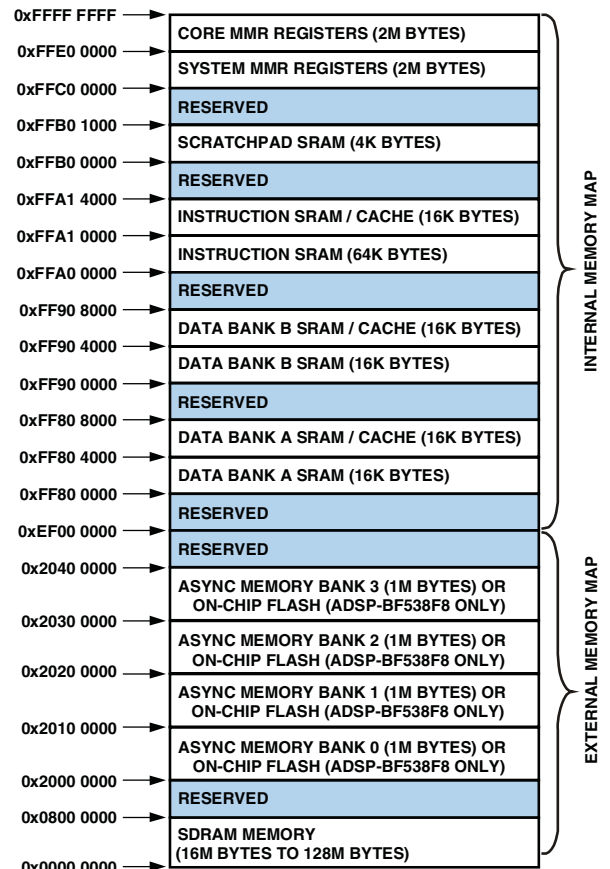 0xFFFF FFFF
CORE MMR REGISTERS (2M BYTES)
0xFFE0 0000
SYSTEM MMR REGISTERS (2M BYTES)
0xFFC0 0000
RESERVED
0xFFB0 1000
SCRATCHPAD SRAM (4K BYTES)
0xFFB0 0000
RESERVED
0xFFA1 4000
INSTRUCTION SRAM / CACHE (16K BYTES)
0xFFA1 0000
INSTRUCTION SRAM (64K BYTES)
0xFFA0 0000
RESERVED
0xFF90 8000
DATA BANK B SRAM / CACHE (16K BYTES)
0xFF90 4000
DATA BANK B SRAM (16K BYTES)
0xFF90 0000
RESERVED
0xFF80 8000
DATA BANK A SRAM / CACHE (16K BYTES)
0xFF80 4000
DATA BANK A SRAM (16K BYTES)
0xFF80 0000
RESERVED
0xEF00 0000
RESERVED
0x2040 0000
ASYNC MEMORY BANK 3 (1M BYTES) OR
ON-CHIP FLASH (ADSP-BF538F8 ONLY)
0x2030 0000
ASYNC MEMORY BANK 2 (1M BYTES) OR
ON-CHIP FLASH (ADSP-BF538F8 ONLY)
0x2020 0000
ASYNC MEMORY BANK 1 (1M BYTES) OR
ON-CHIP FLASH (ADSP-BF538F8 ONLY)
0x2010 0000
ASYNC MEMORY BANK 0 (1M BYTES) OR
ON-CHIP FLASH (ADSP-BF538F8 ONLY)
0x2000 0000
RESERVED
0x0800 0000
SDRAM MEMORY
(16M BYTES TO 128M BYTES)
0x0000 0000
INTERNAL MEMORY MAP
EXTERNAL MEMORY MAP